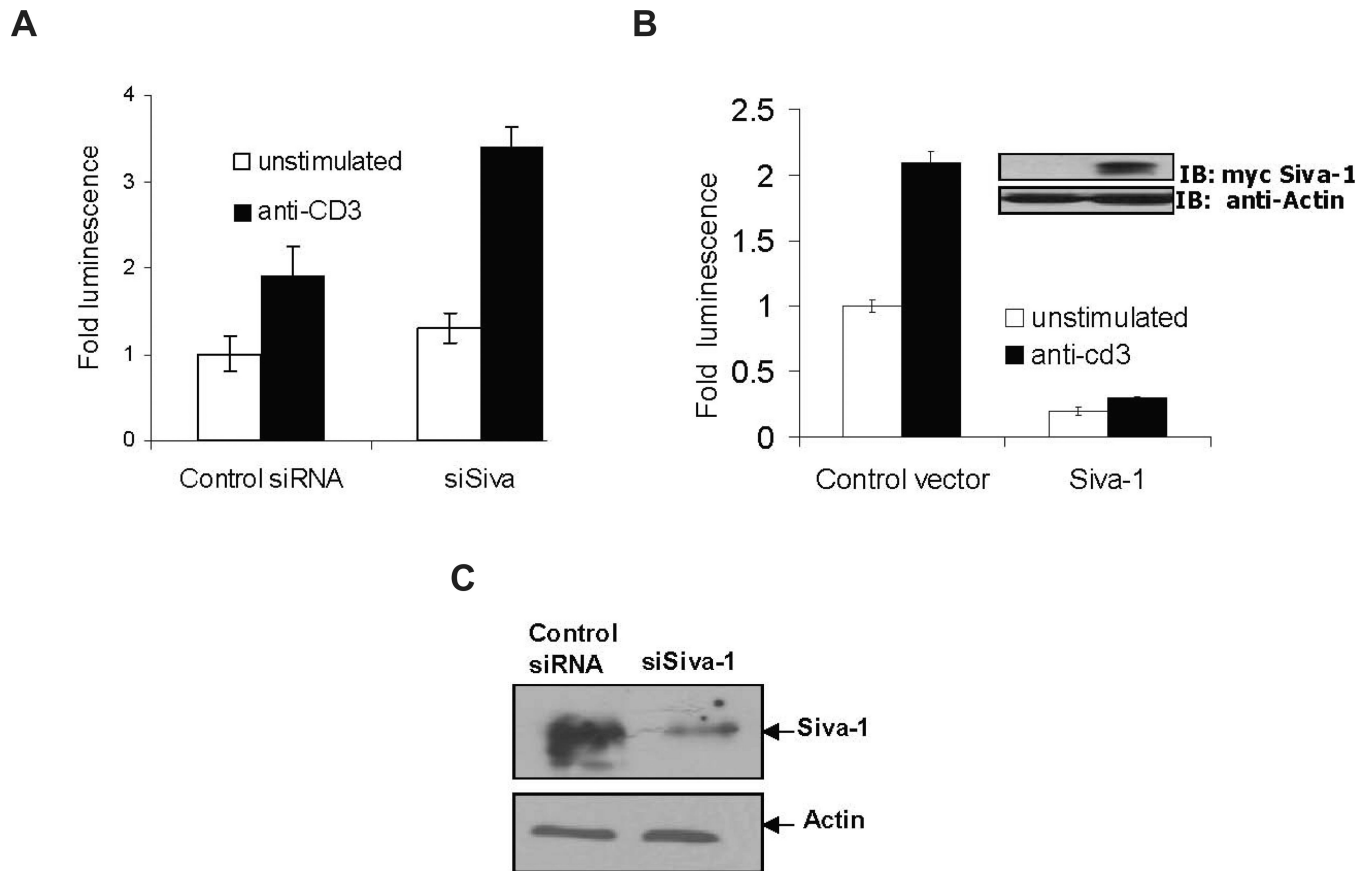 A
4
3
2
1
0
Fold luminescence
unstimulated
anti-CD3
Control siRNA
siSiva
B
2.5
2
1.5
1
0.5
0
Fold luminescence
IB: myc Siva-1
IB: anti-Actin
unstimulated
anti-cd3
Control vector
Siva-1
C
Control
siRNA
siSiva-1
Siva-1
Actin